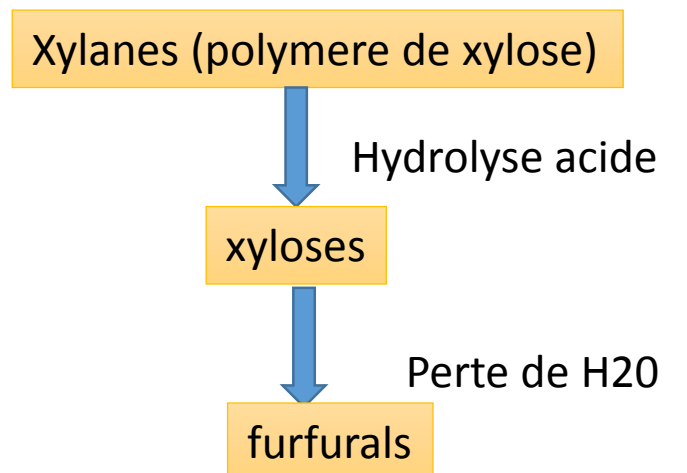 Xylanes (polymere de xylose)
Hydrolyse acide
xyloses
Perte de H20
furfurals